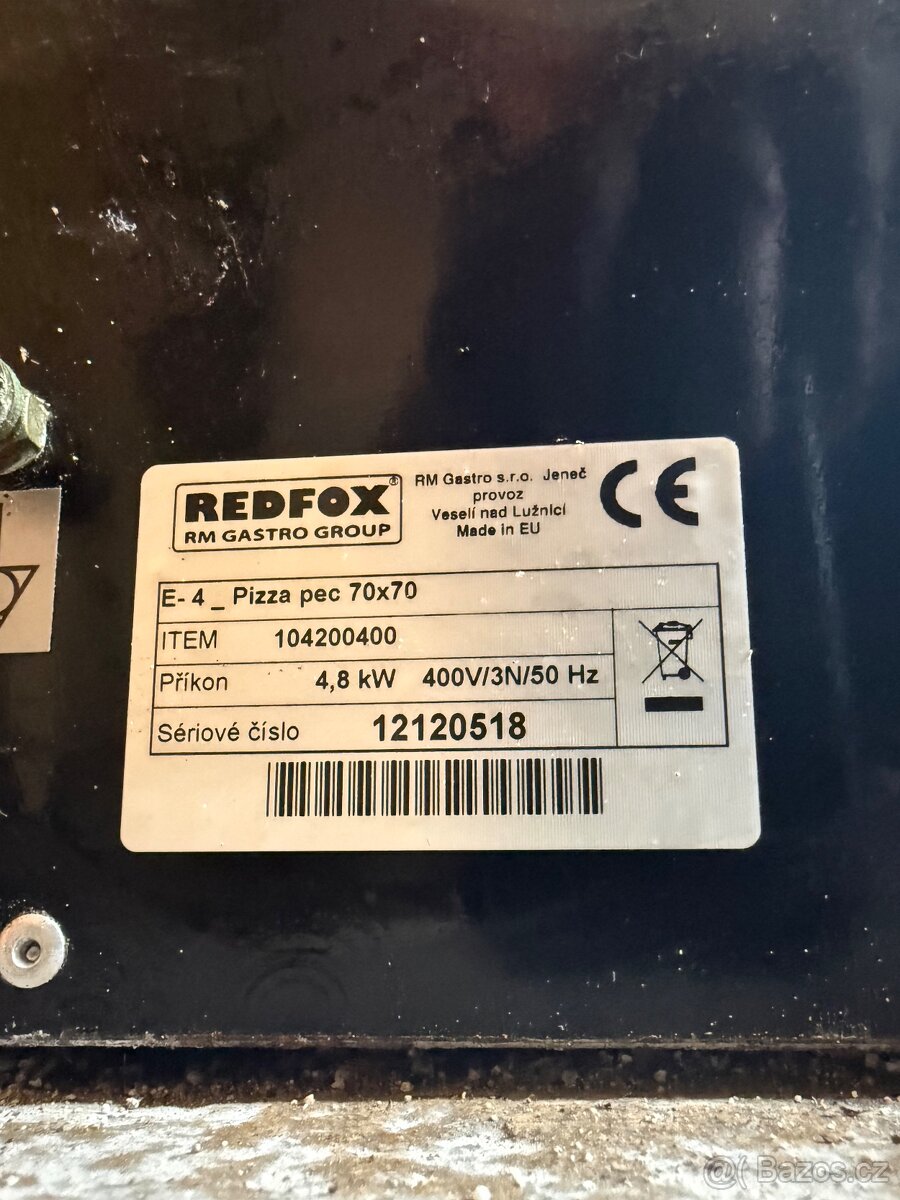 REDFOX®
RM GASTRO GROUP
RM Gastro s.r.o. Jeneč
provoz
Veselí nad Lužnicí
Made in EU
CE
E- 4 _ Pizza pec 70x70
ITEM 104200400
Příkon 4,8 kW 400V/3N/50 Hz
Sériové číslo 12120518
Bazos.cz